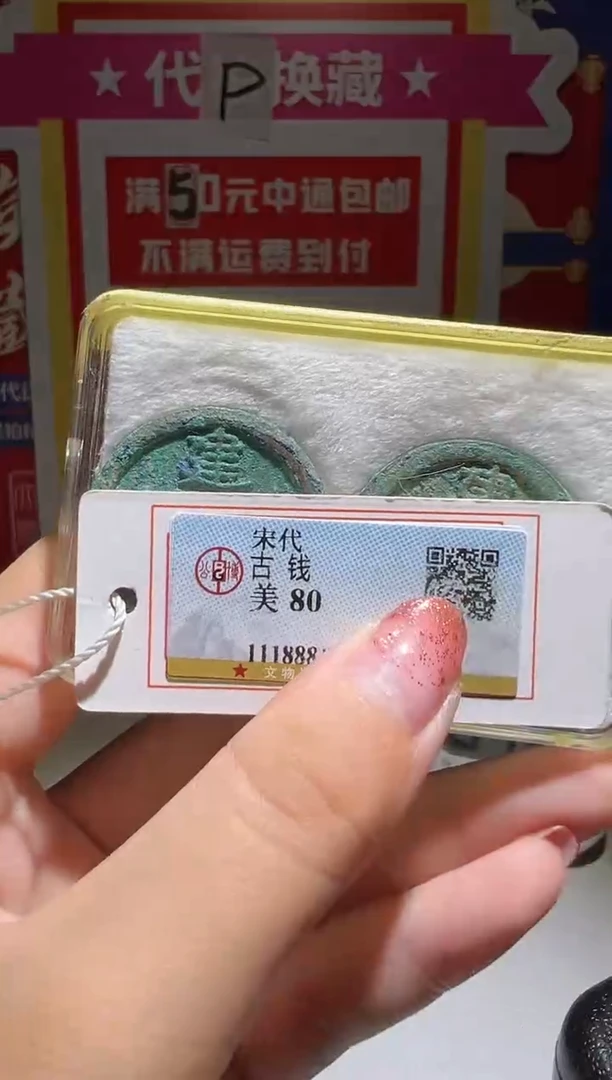 代P换藏
满50元中通包邮
不满运费到付
宋代
古 钱
美 80
111888
文物